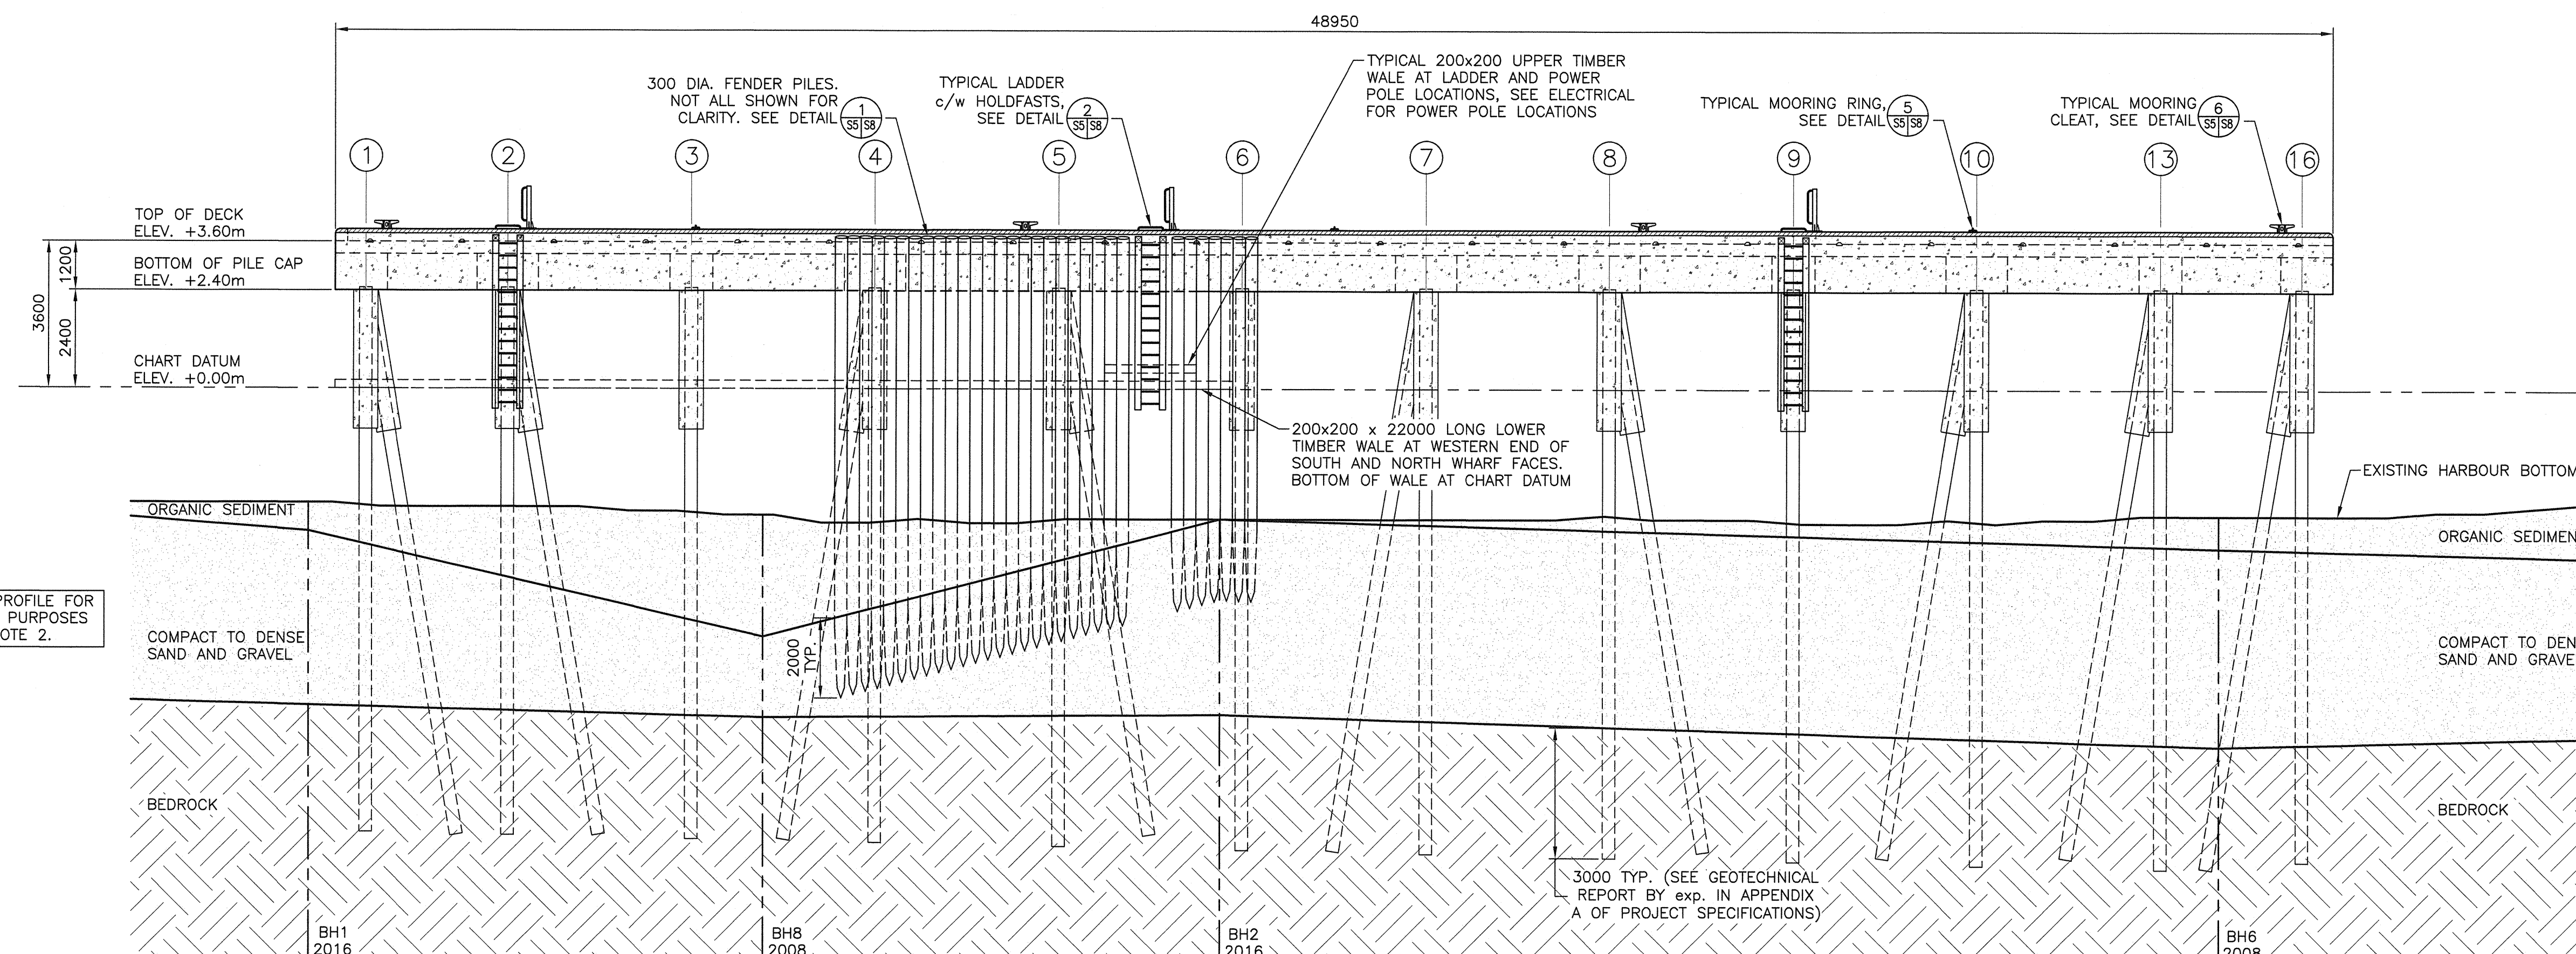 48950
300 DIA. FENDER PILES.
NOT ALL SHOWN FOR
CLARITY. SEE DETAIL
1
S5 S8
TYPICAL LADDER
c/w HOLDFASTS,
SEE DETAIL
2
S5 S8
TYPICAL 200x200 UPPER TIMBER
WALE AT LADDER AND POWER
POLE LOCATIONS, SEE ELECTRICAL
FOR POWER POLE LOCATIONS
TYPICAL MOORING RING,
SEE DETAIL
5
S5 S8
TYPICAL MOORING
CLEAT, SEE DETAIL
6
S5 S8
1
2
3
4
5
6
7
8
9
10
13
16
TOP OF DECK
ELEV. +3.60m
BOTTOM OF PILE CAP
ELEV. +2.40m
CHART DATUM
ELEV. +0.00m
3600
1200
2400
200x200 x 22000 LONG LOWER
TIMBER WALE AT WESTERN END OF
SOUTH AND NORTH WHARF FACES.
BOTTOM OF WALE AT CHART DATUM
EXISTING HARBOUR BOTTOM
ORGANIC SEDIMENT
ORGANIC SEDIMEN
PROFILE FOR
PURPOSES
OTE 2.
COMPACT TO DENSE
SAND AND GRAVEL
2000
TYP.
COMPACT TO DEN
SAND AND GRAVE
BEDROCK
BEDROCK
3000 TYP. (SEE GEOTECHNICAL
REPORT BY exp. IN APPENDIX
A OF PROJECT SPECIFICATIONS)
BH1
2016
BH8
2008
BH2
2016
BH6
2008